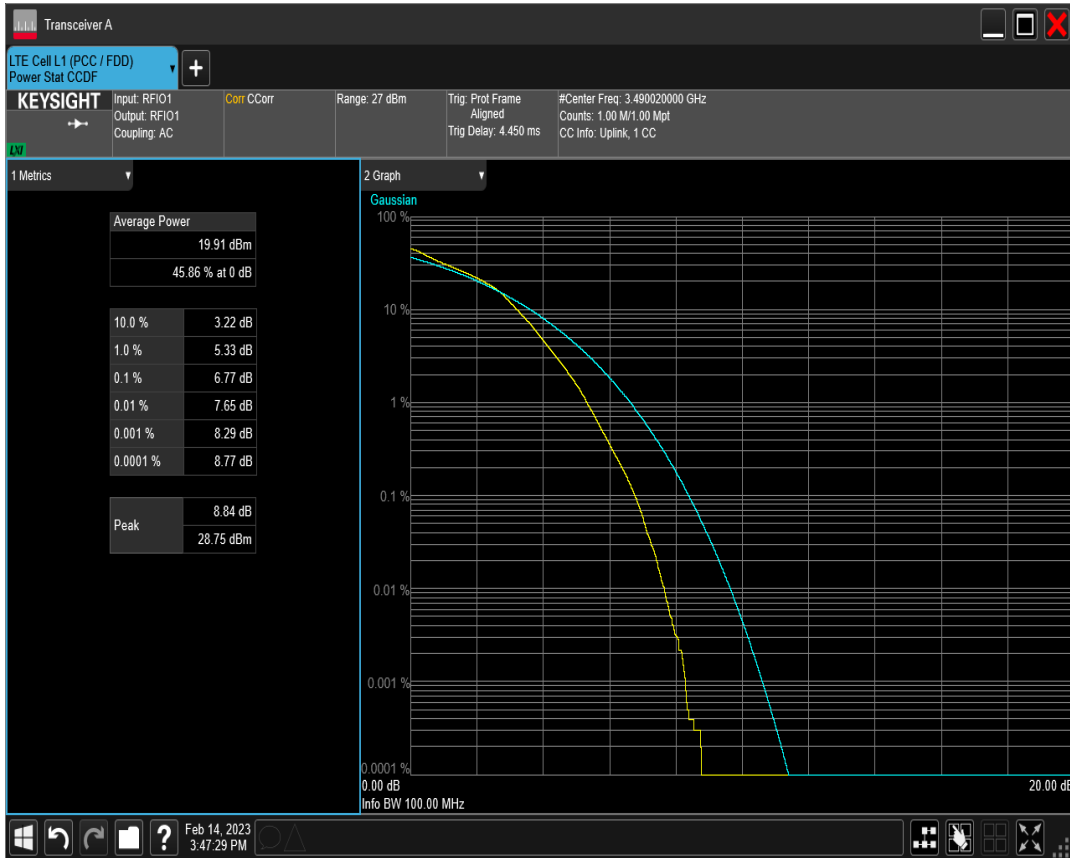 Transceiver A
LTE Cell L1 (PCC / FDD)
Power Stat CCDF
KEYSIGHT
LXI
Input: RFIO1
Output: RFIO1
Coupling: AC
Corr CCorr
Range: 27 dBm
Trig: Prot Frame
Aligned
Trig Delay: 4.450 ms
#Center Freq: 3.490020000 GHz
Counts: 1.00 M/1.00 Mpt
CC Info: Uplink, 1 CC
1 Metrics
Average Power
19.91 dBm
45.86 % at 0 dB
10.0 % 3.22 dB
1.0 % 5.33 dB
0.1 % 6.77 dB
0.01 % 7.65 dB
0.001 % 8.29 dB
0.0001 % 8.77 dB
Peak
8.84 dB
28.75 dBm
2 Graph
Gaussian
100 %
10 %
1 %
0.1 %
0.01 %
0.001 %
0.0001 %
0.00 dB 20.00 dB
Info BW 100.00 MHz
?
Feb 14, 2023
3:47:29 PM